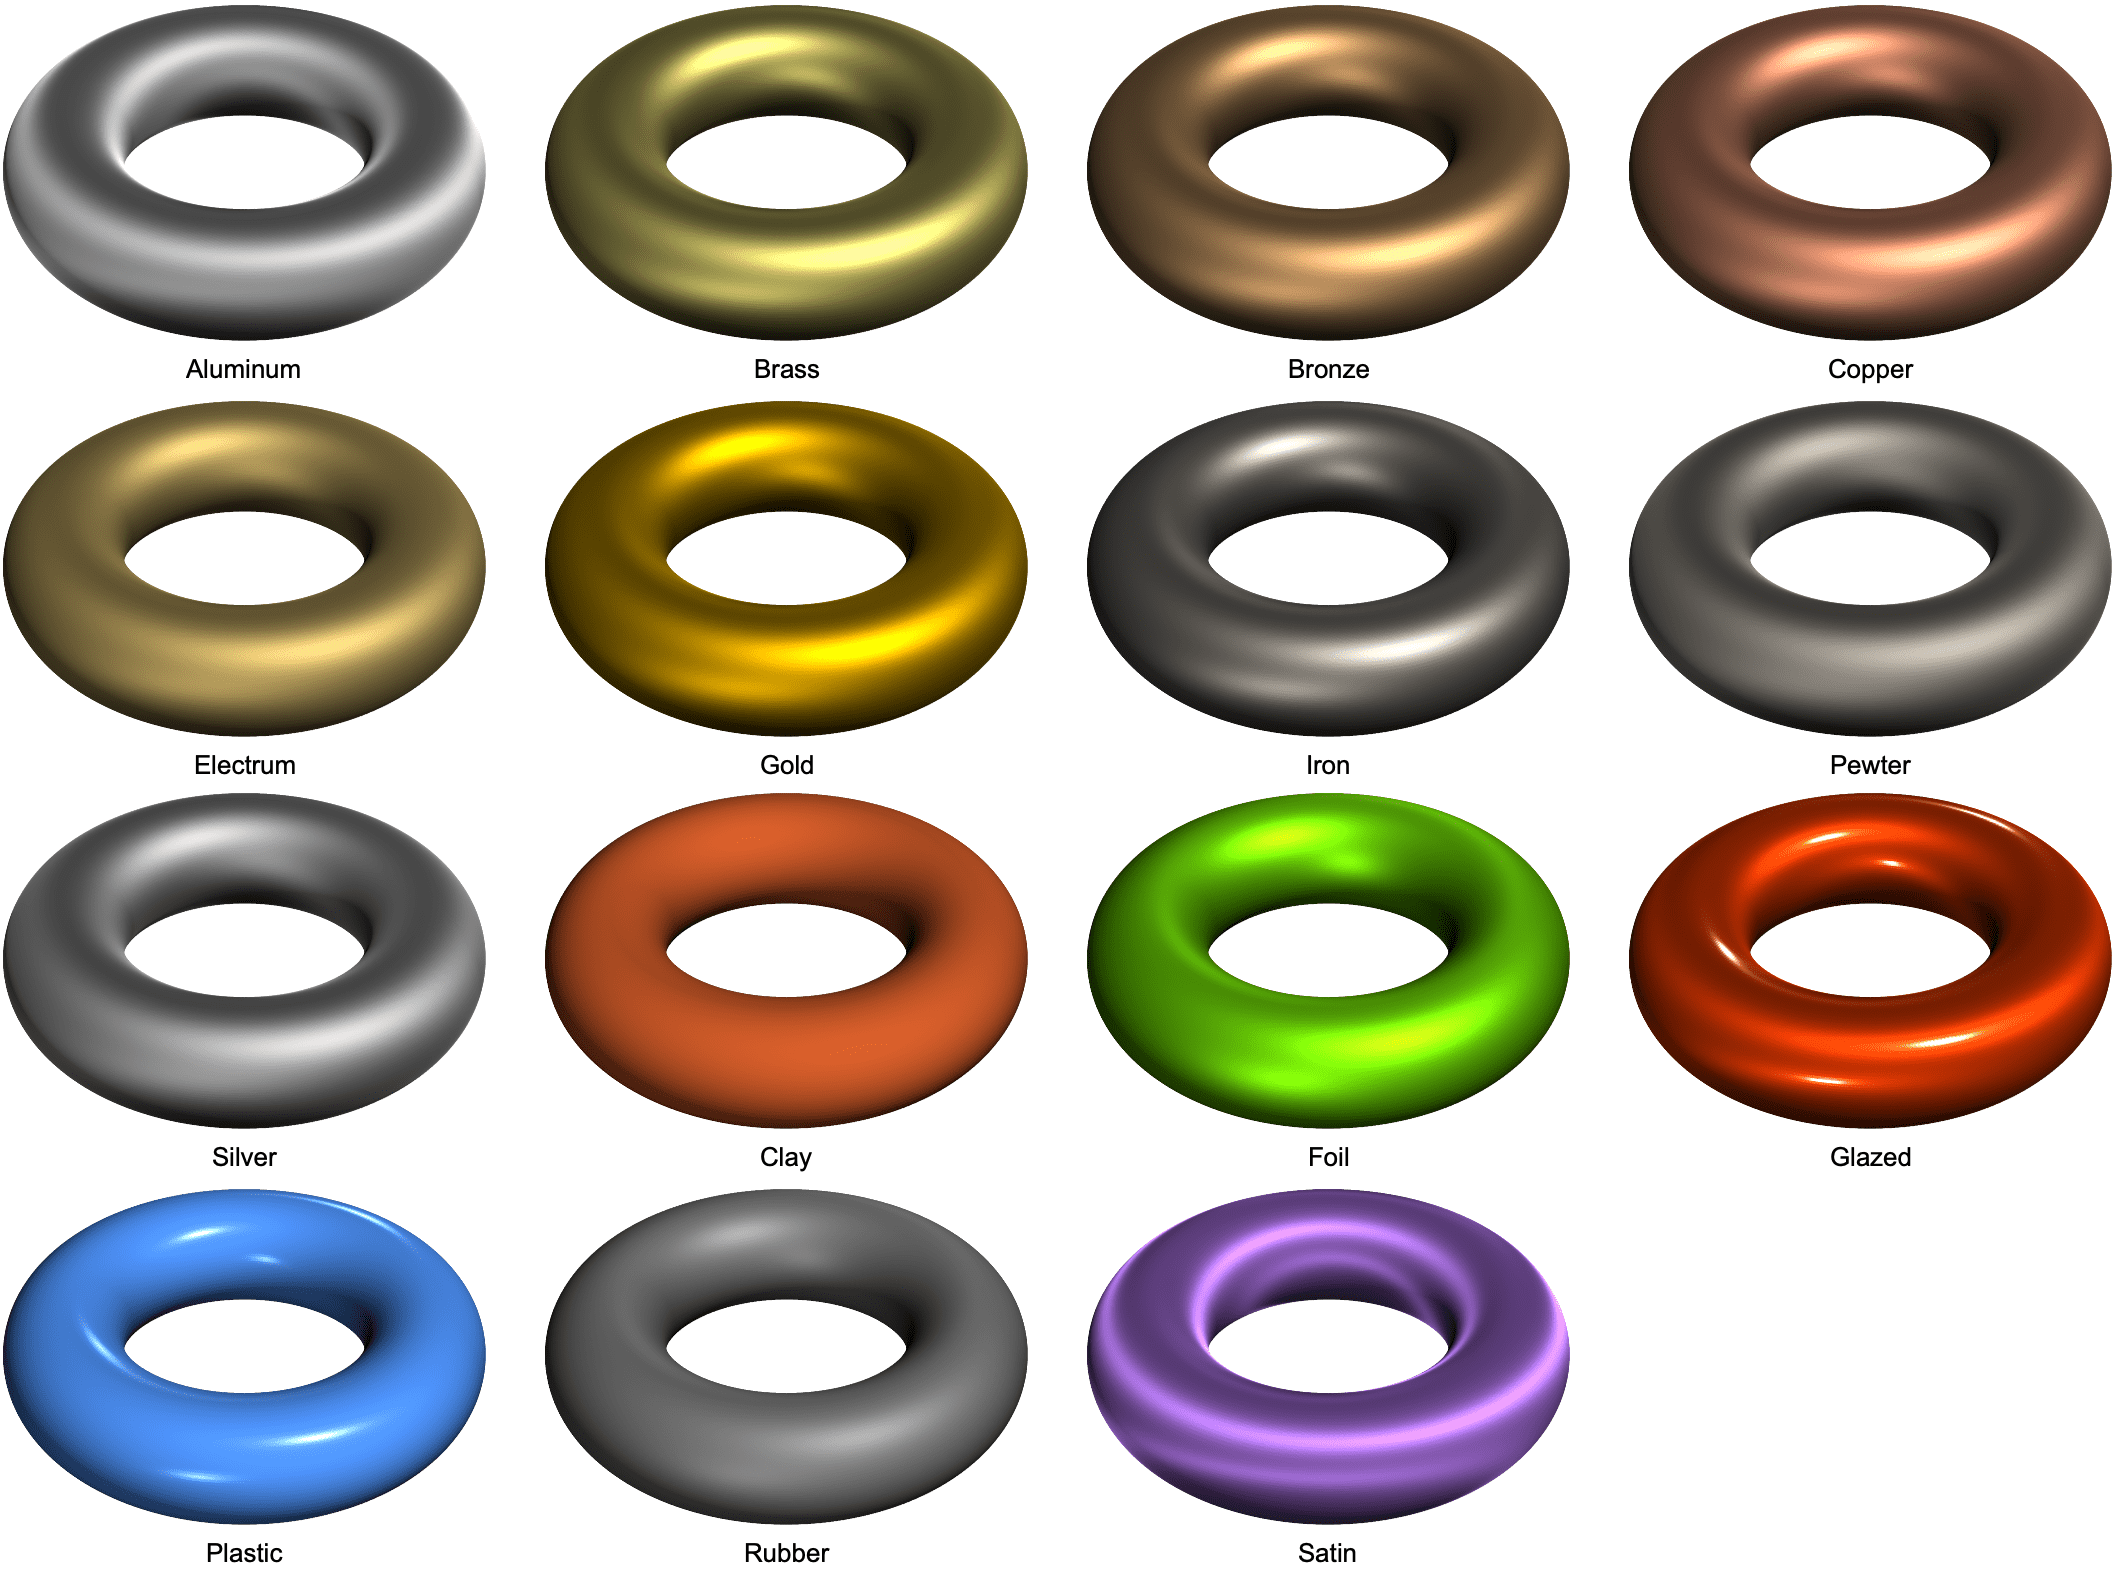 Aluminum
Brass
Bronze
Copper
Electrum
Gold
Iron
Pewter
Silver
Clay
Foil
Glazed
Plastic
Rubber
Satin